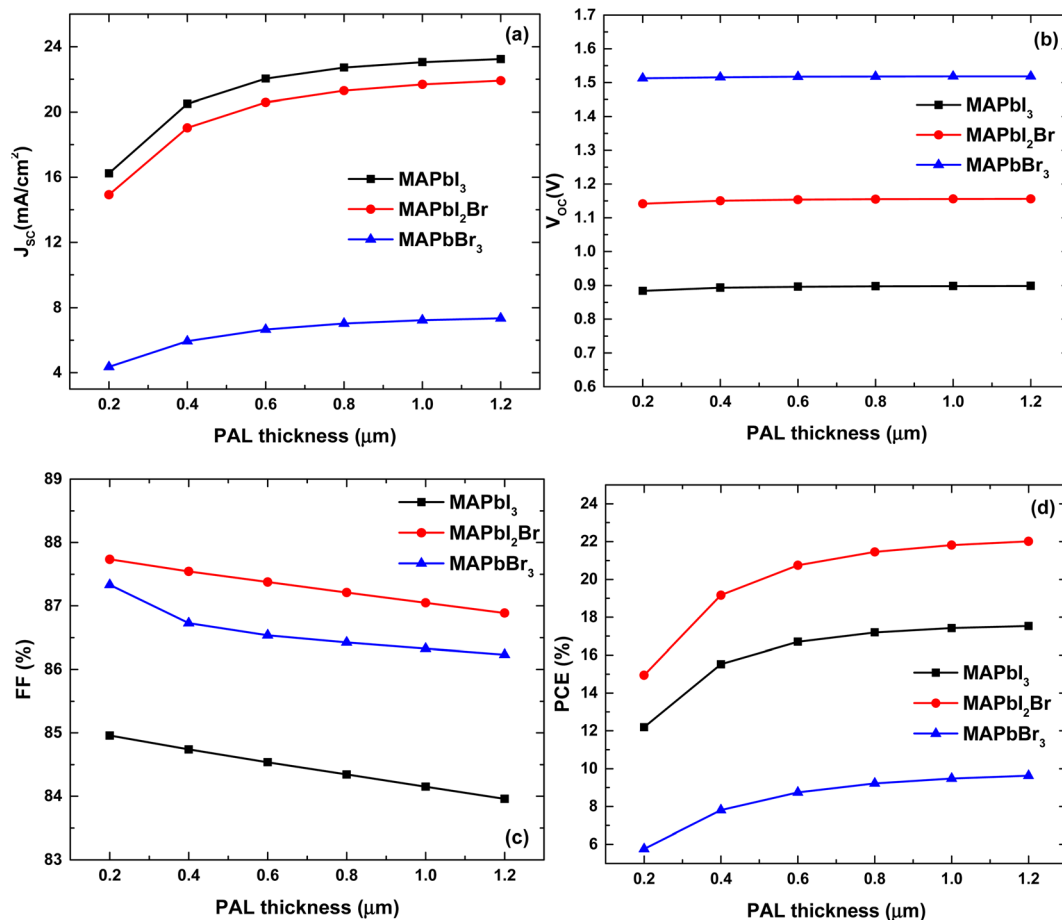 (a)
24
20
16
12
8
4
J_SC(mA/cm²)
MAPbI₃
MAPbI₂Br
MAPbBr₃
0.2 0.4 0.6 0.8 1.0 1.2
PAL thickness (μm)
(b)
1.7
1.6
1.5
1.4
1.3
1.2
1.1
1.0
0.9
0.8
0.7
0.6
V_OC(V)
MAPbI₃
MAPbI₂Br
MAPbBr₃
0.2 0.4 0.6 0.8 1.0 1.2
PAL thickness (μm)
89
88
87
86
85
84
83
FF (%)
MAPbI₃
MAPbI₂Br
MAPbBr₃
(c)
0.2 0.4 0.6 0.8 1.0 1.2
PAL thickness (μm)
(d)
24
22
20
18
16
14
12
10
8
6
PCE (%)
MAPbI₃
MAPbI₂Br
MAPbBr₃
0.2 0.4 0.6 0.8 1.0 1.2
PAL thickness (μm)